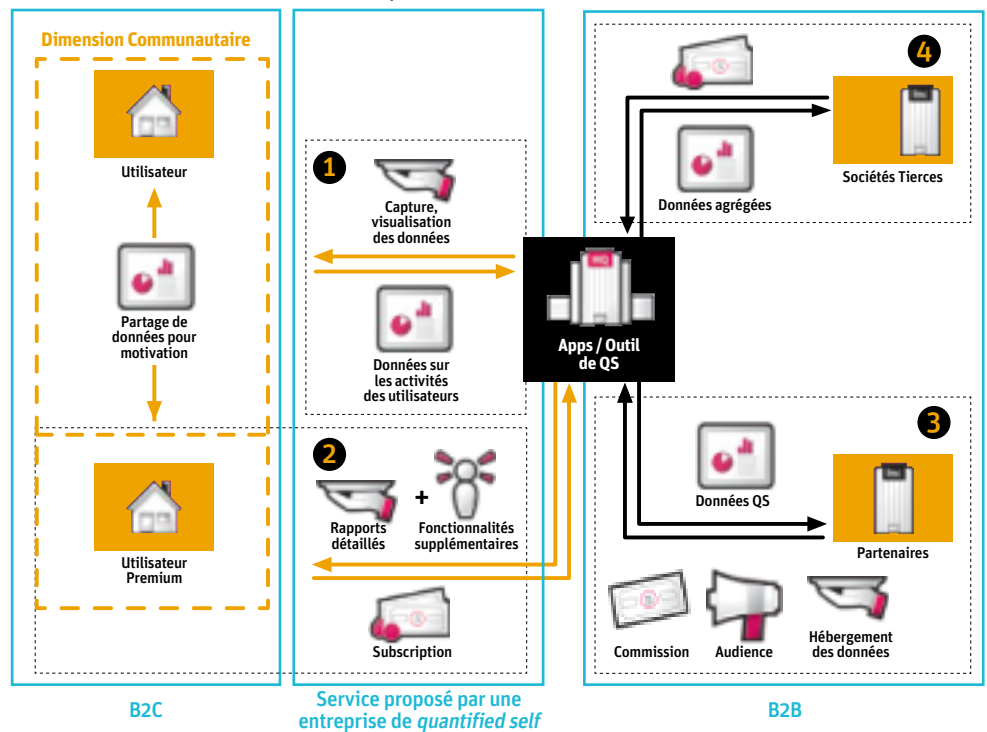 Dimension Communautaire
Utilisateur
Partage de
données pour
motivation
Utilisateur
Premium
B2C
1
Capture,
visualisation
des données
Données sur
les activités
des utilisateurs
2
+
Rapports
détaillés
Fonctionnalités
supplémentaires
Subscription
Service proposé par une
entreprise de quantified self
Apps / Outil
de QS
4
Sociétés Tierces
Données agrégées
3
Données QS
Partenaires
Commission
Audience
Hébergement
des données
B2B